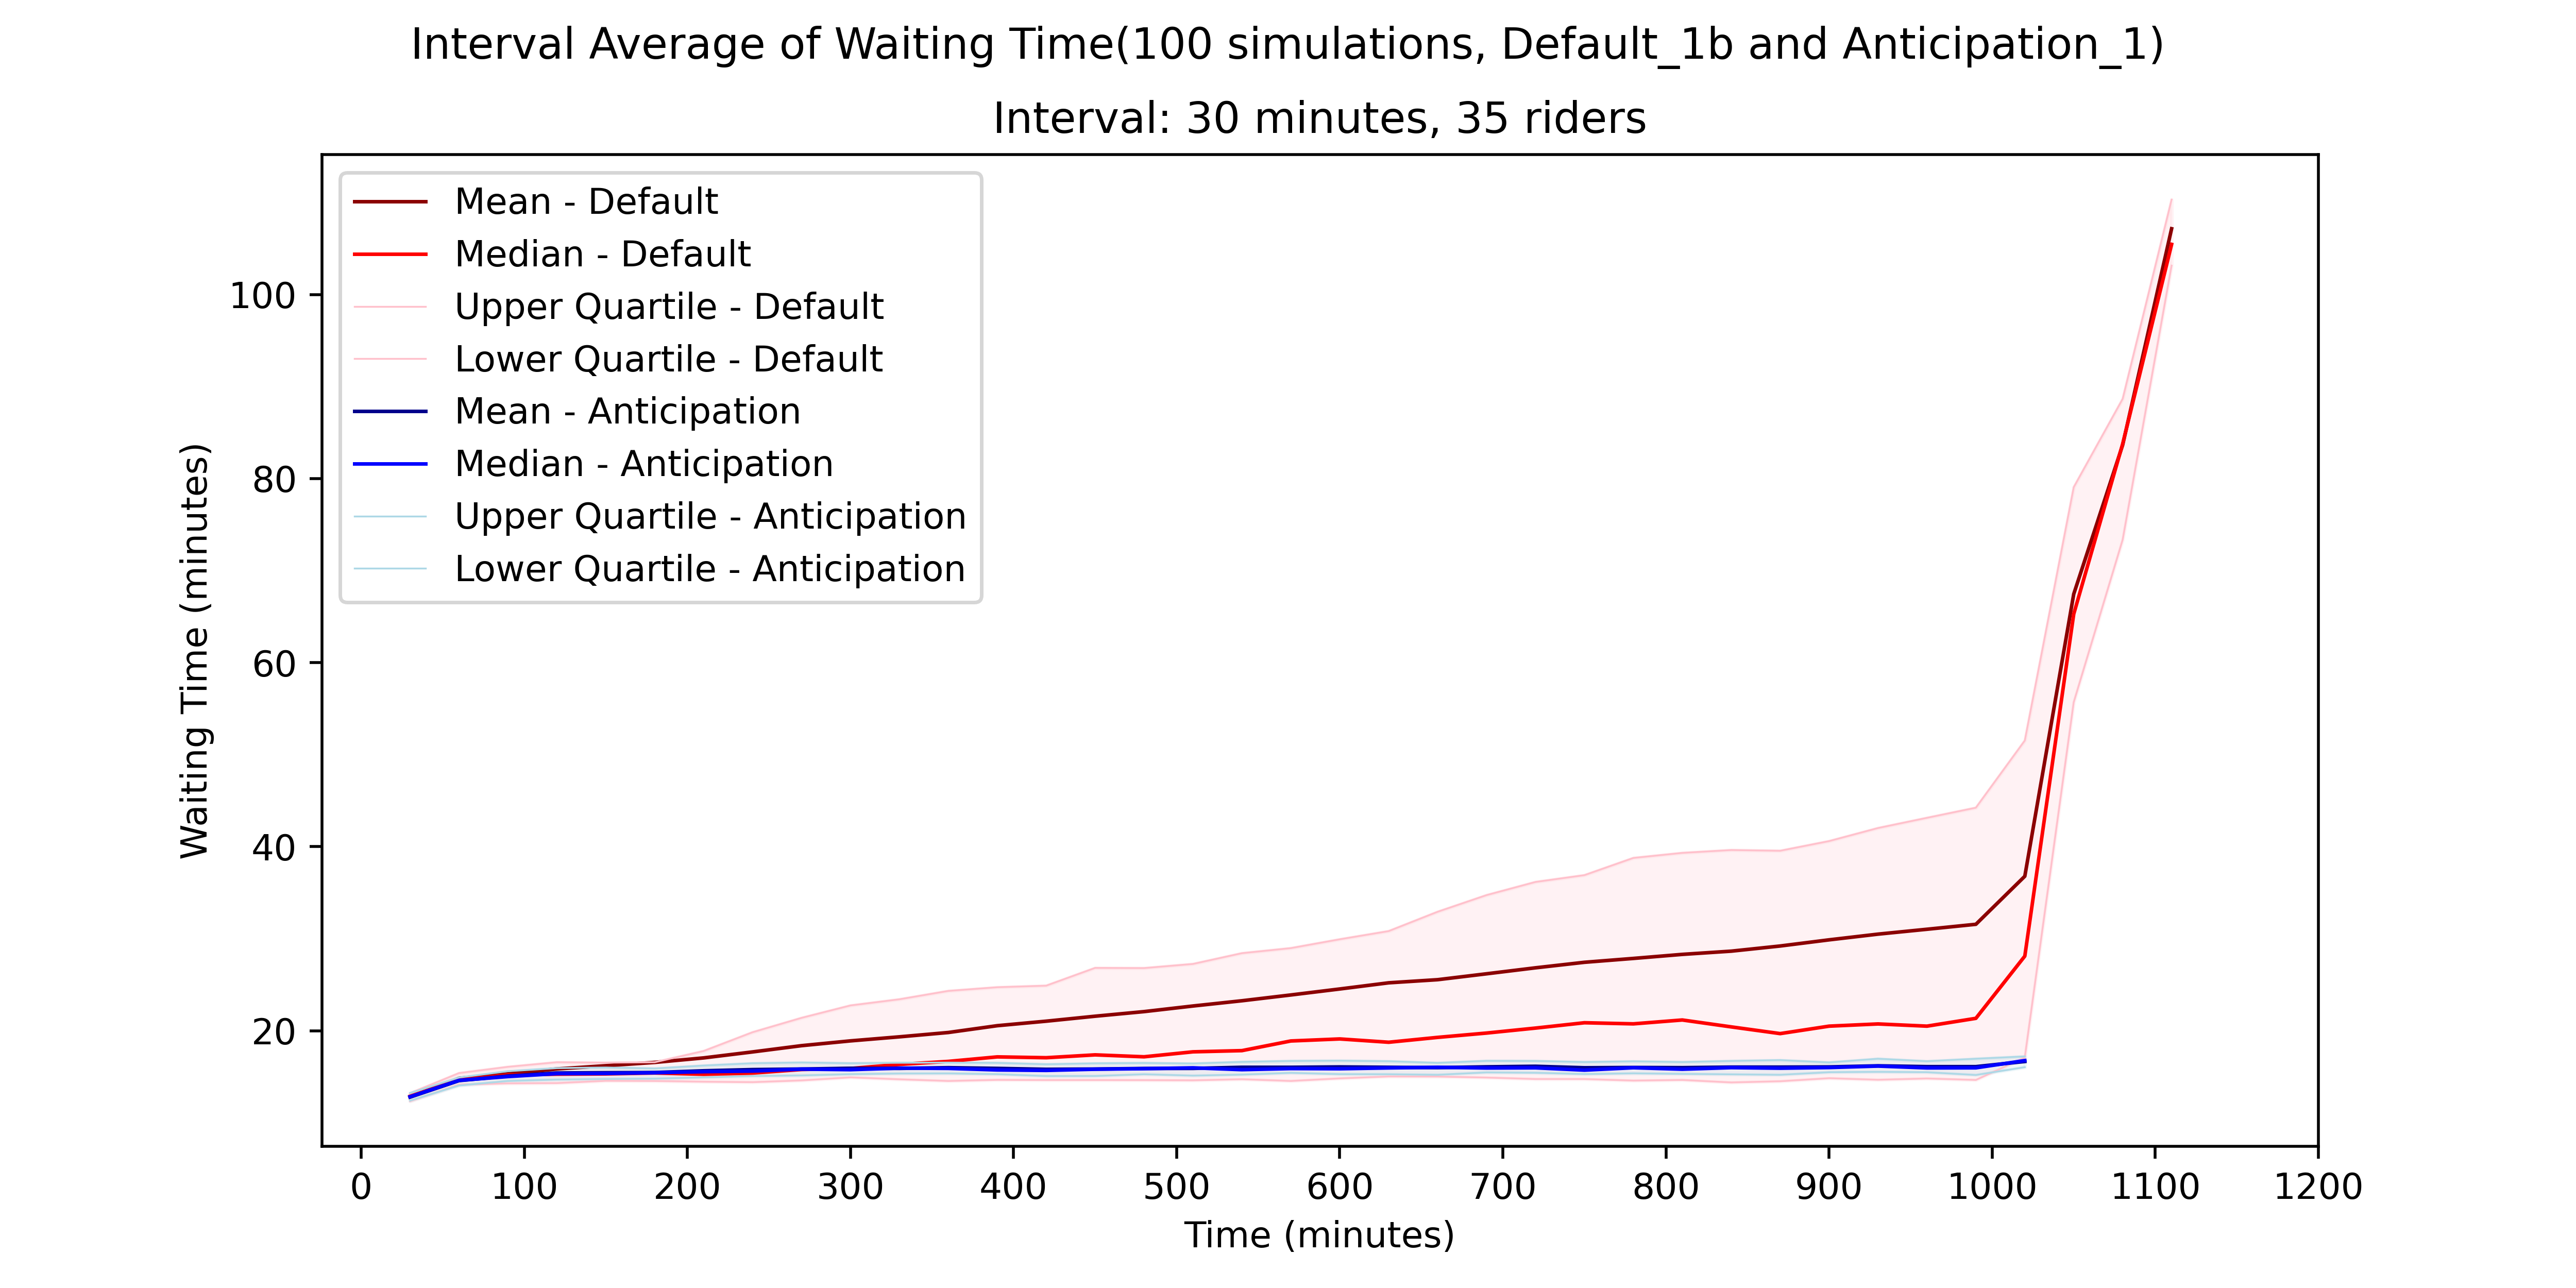 Interval Average of Waiting Time(100 simulations, Default_1b and Anticipation_1)
Interval: 30 minutes, 35 riders
Mean - Default
Median - Default
Upper Quartile - Default
Lower Quartile - Default
Mean - Anticipation
Median - Anticipation
Upper Quartile - Anticipation
Lower Quartile - Anticipation
Waiting Time (minutes)
100
80
60
40
20
0 100 200 300 400 500 600 700 800 900 1000 1100 1200
Time (minutes)